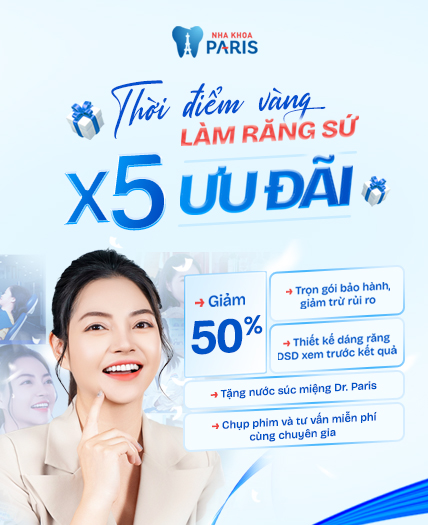 NHA KHOA
PARIS
Thời điểm vàng
LÀM RĂNG SỨ
X5 ƯU ĐÃI
→ Giảm
50%
→ Trọn gói bảo hành,
giảm trừ rủi ro
→ Thiết kế dáng răng
DSD xem trước kết quả
→ Tặng nước súc miệng Dr. Paris
→ Chụp phim và tư vấn miễn phí
cùng chuyên gia